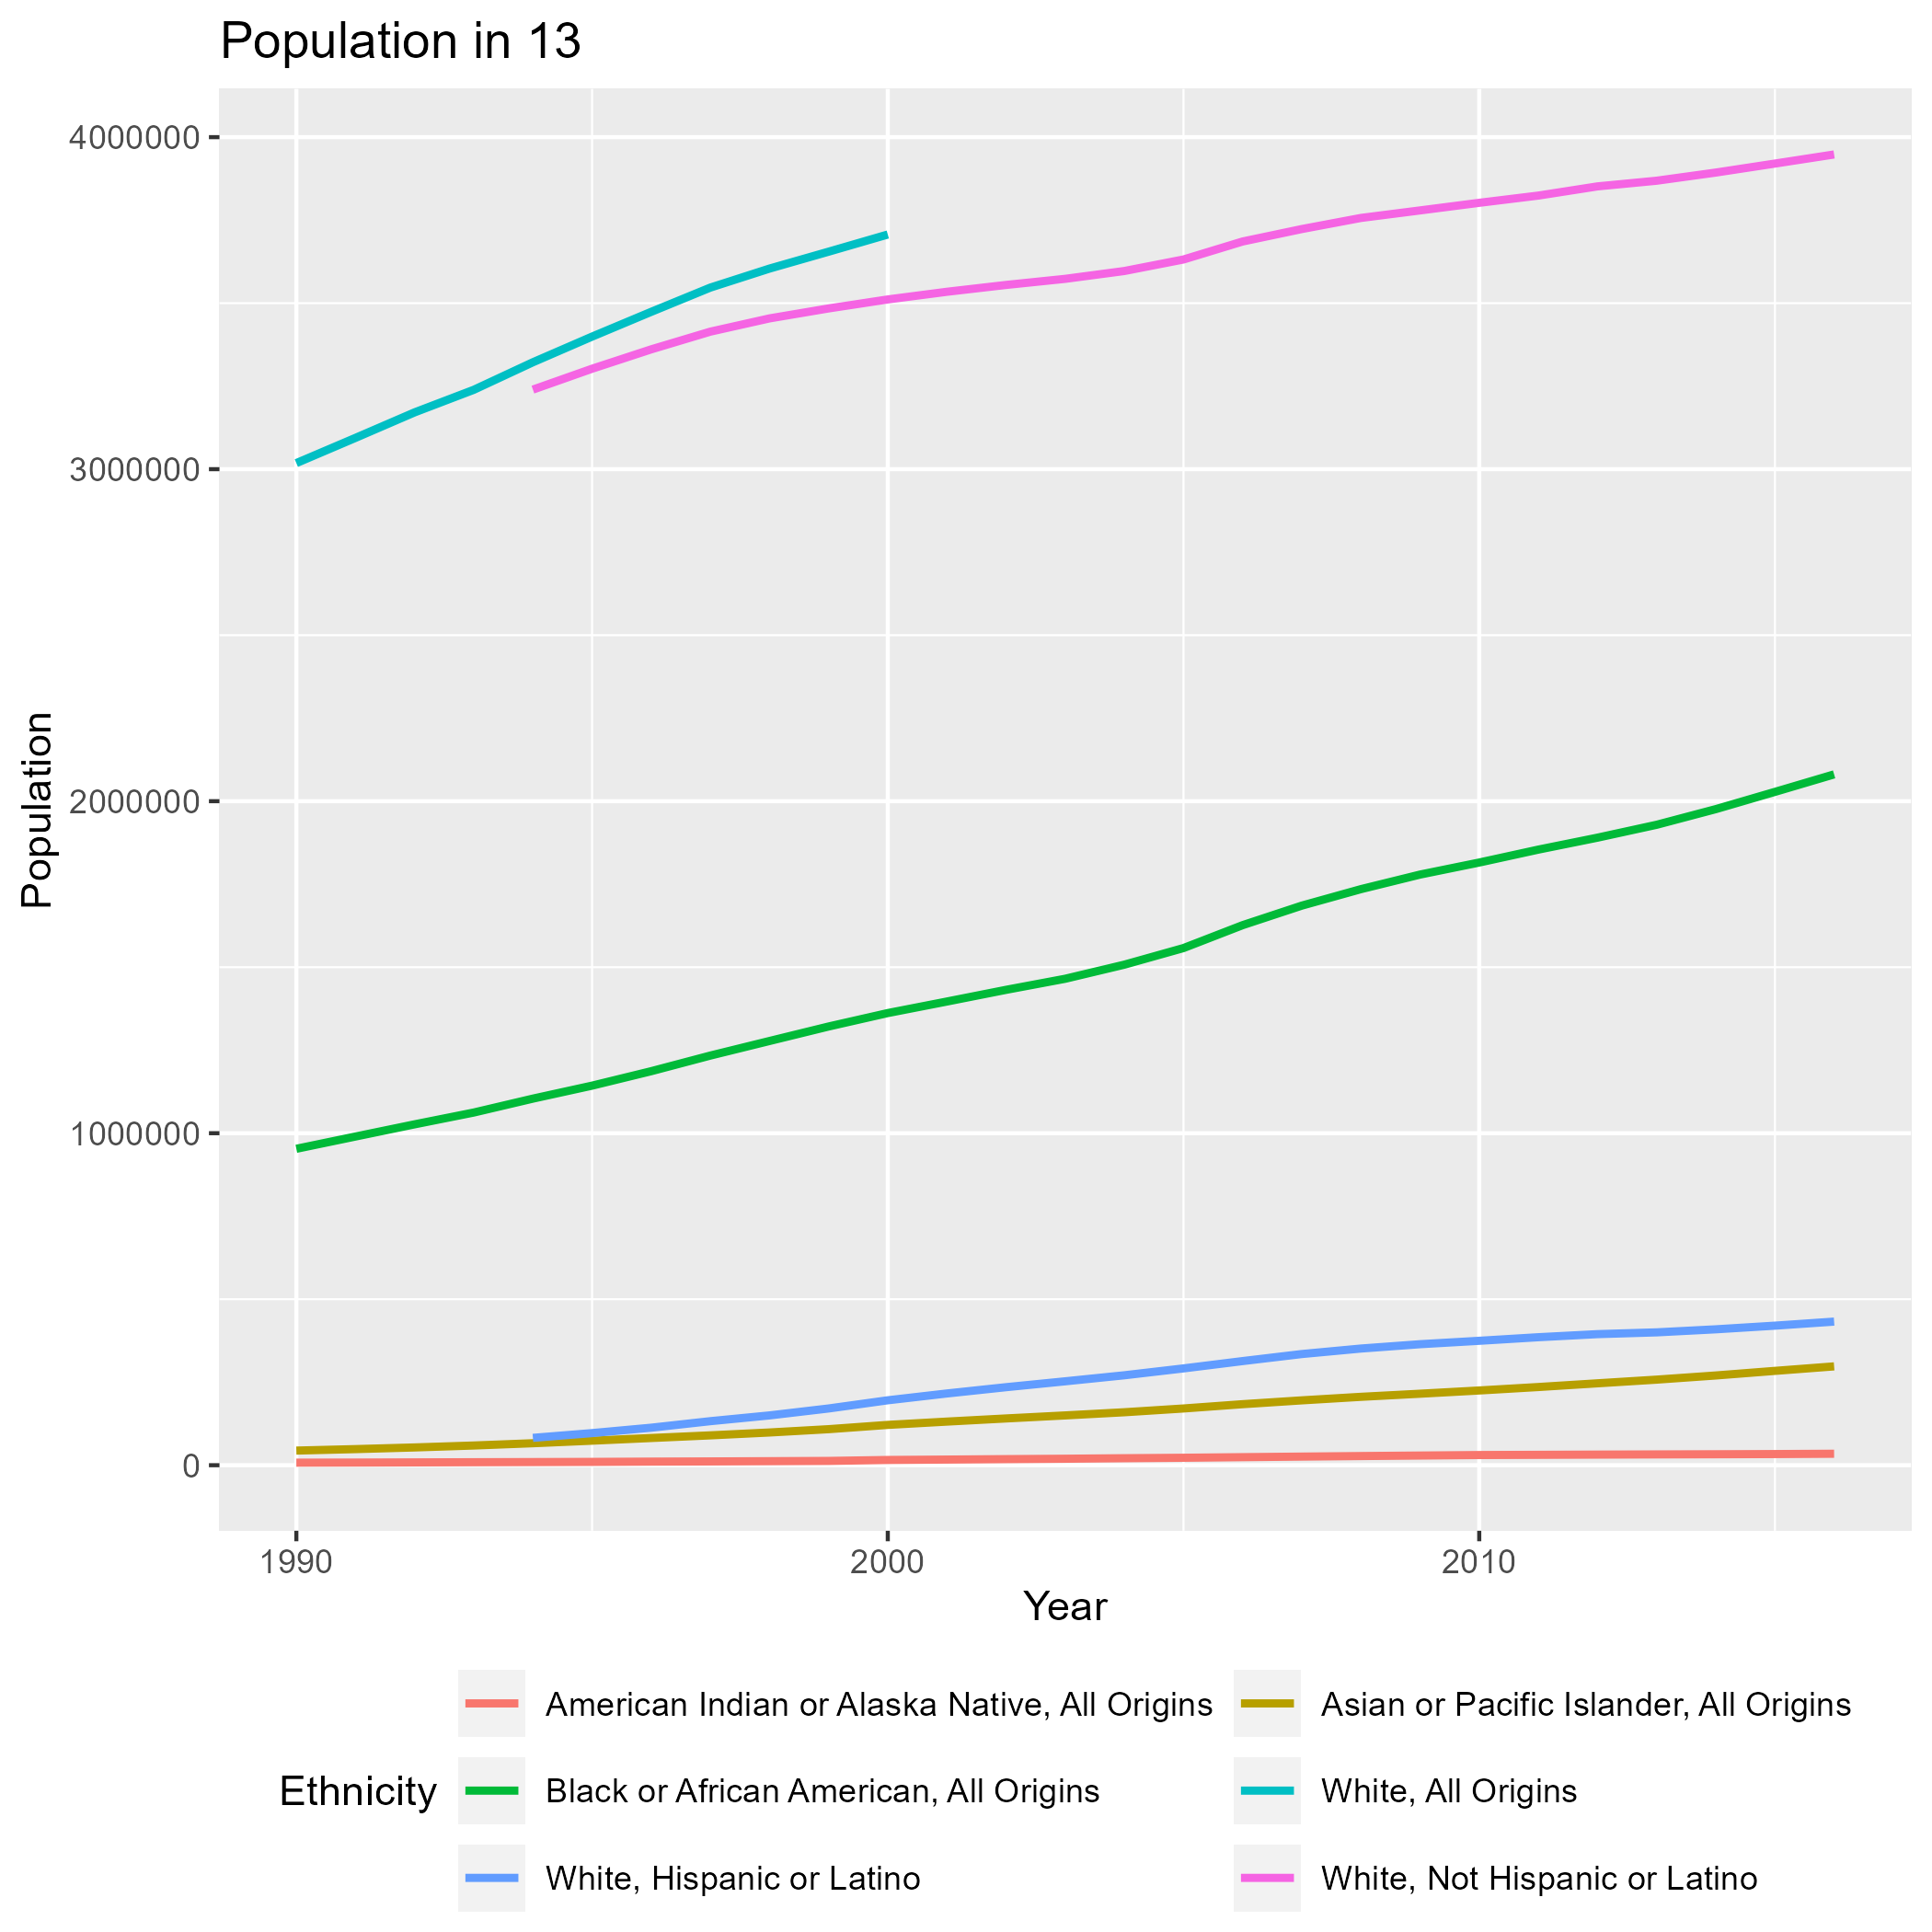 Population in 13
4000000
3000000
2000000
1000000
0
Population
1990 2000 2010
Year
Ethnicity
American Indian or Alaska Native, All Origins
Asian or Pacific Islander, All Origins
Black or African American, All Origins
White, All Origins
White, Hispanic or Latino
White, Not Hispanic or Latino